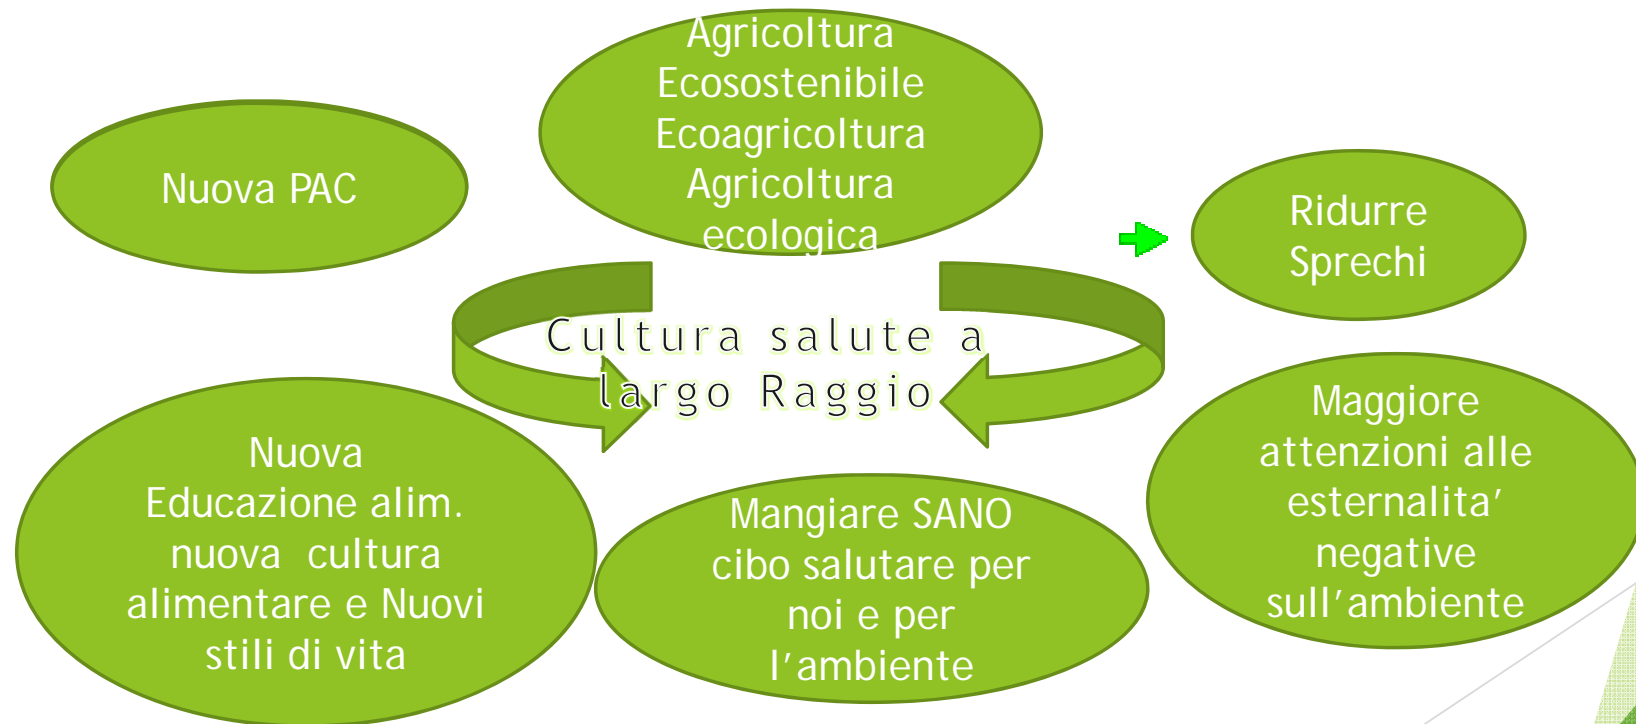 Agricoltura
Ecosostenibile
Ecoagricoltura
Agricoltura
ecologica
Nuova PAC
Ridurre
Sprechi
Cultura salute a
largo Raggio
Nuova
Educazione alim.
nuova cultura
alimentare e Nuovi
stili di vita
Mangiare SANO
cibo salutare per
noi e per
l'ambiente
Maggiore
attenzioni alle
esternalita'
negative
sull'ambiente